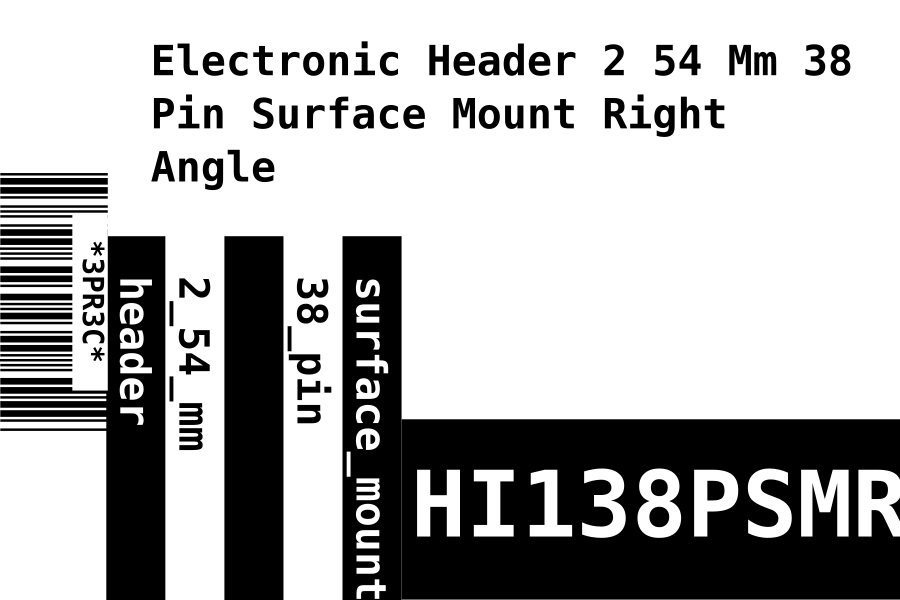 Electronic Header 2 54 Mm 38
Pin Surface Mount Right
Angle
*3PR3C*
header
2_54_mm
38_pin
surface_mount
HI138PSMR